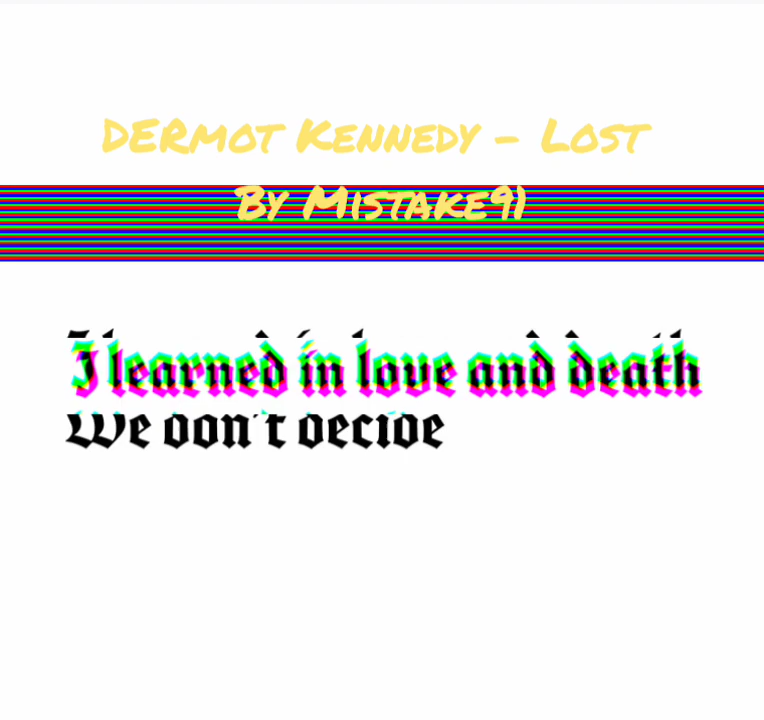 DERmot Kennedy - Lost
By Mistake91
I learned in love and death
We don't decide